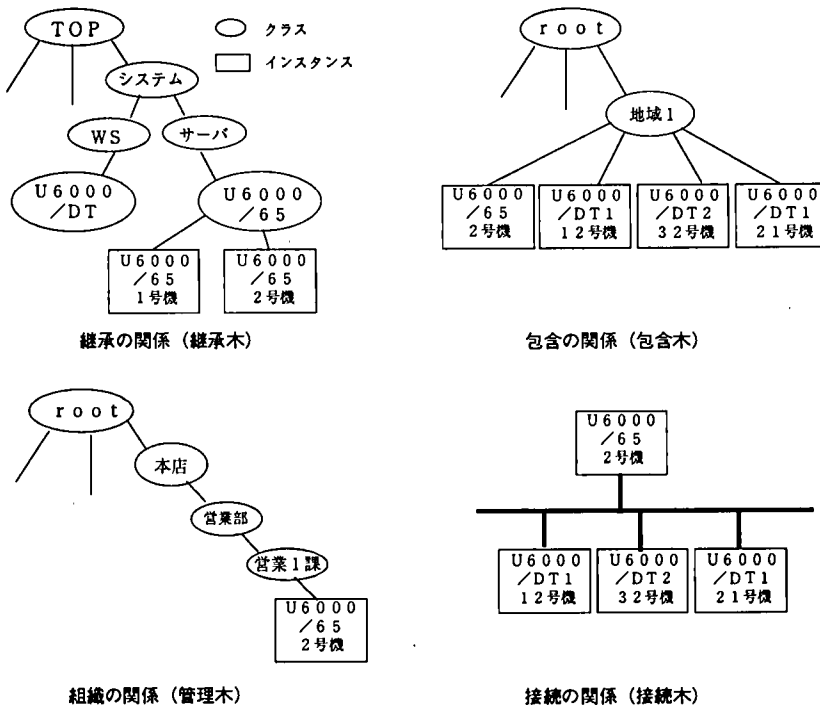 TOP
○ クラス
□ インスタンス
システム
WS
サーバ
U6000
/DT
U6000
/65
U6000
/65
1号機
U6000
/65
2号機
継承の関係(継承木)
root
地域1
U6000
/65
2号機
U6000
/DT1
12号機
U6000
/DT2
32号機
U6000
/DT1
21号機
包含の関係(包含木)
root
本店
営業部
営業1課
U6000
/65
2号機
組織の関係(管理木)
U6000
/65
2号機
U6000
/DT1
12号機
U6000
/DT2
32号機
U6000
/DT1
21号機
接続の関係(接続木)